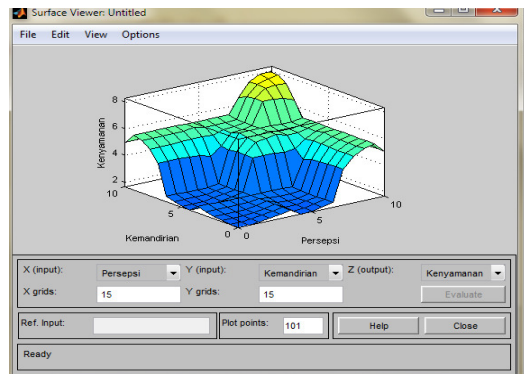 Surface Viewer: Untitled
File Edit View Options
8
6
4
2
Kenyamanan
10
5
0
Kemandirian
0
5
10
Persepsi
X (input): Persepsi Y (input): Kemandirian Z (output): Kenyamanan
X grids: 15 Y grids: 15 Evaluate
Ref. Input: Plot points: 101 Help Close
Ready